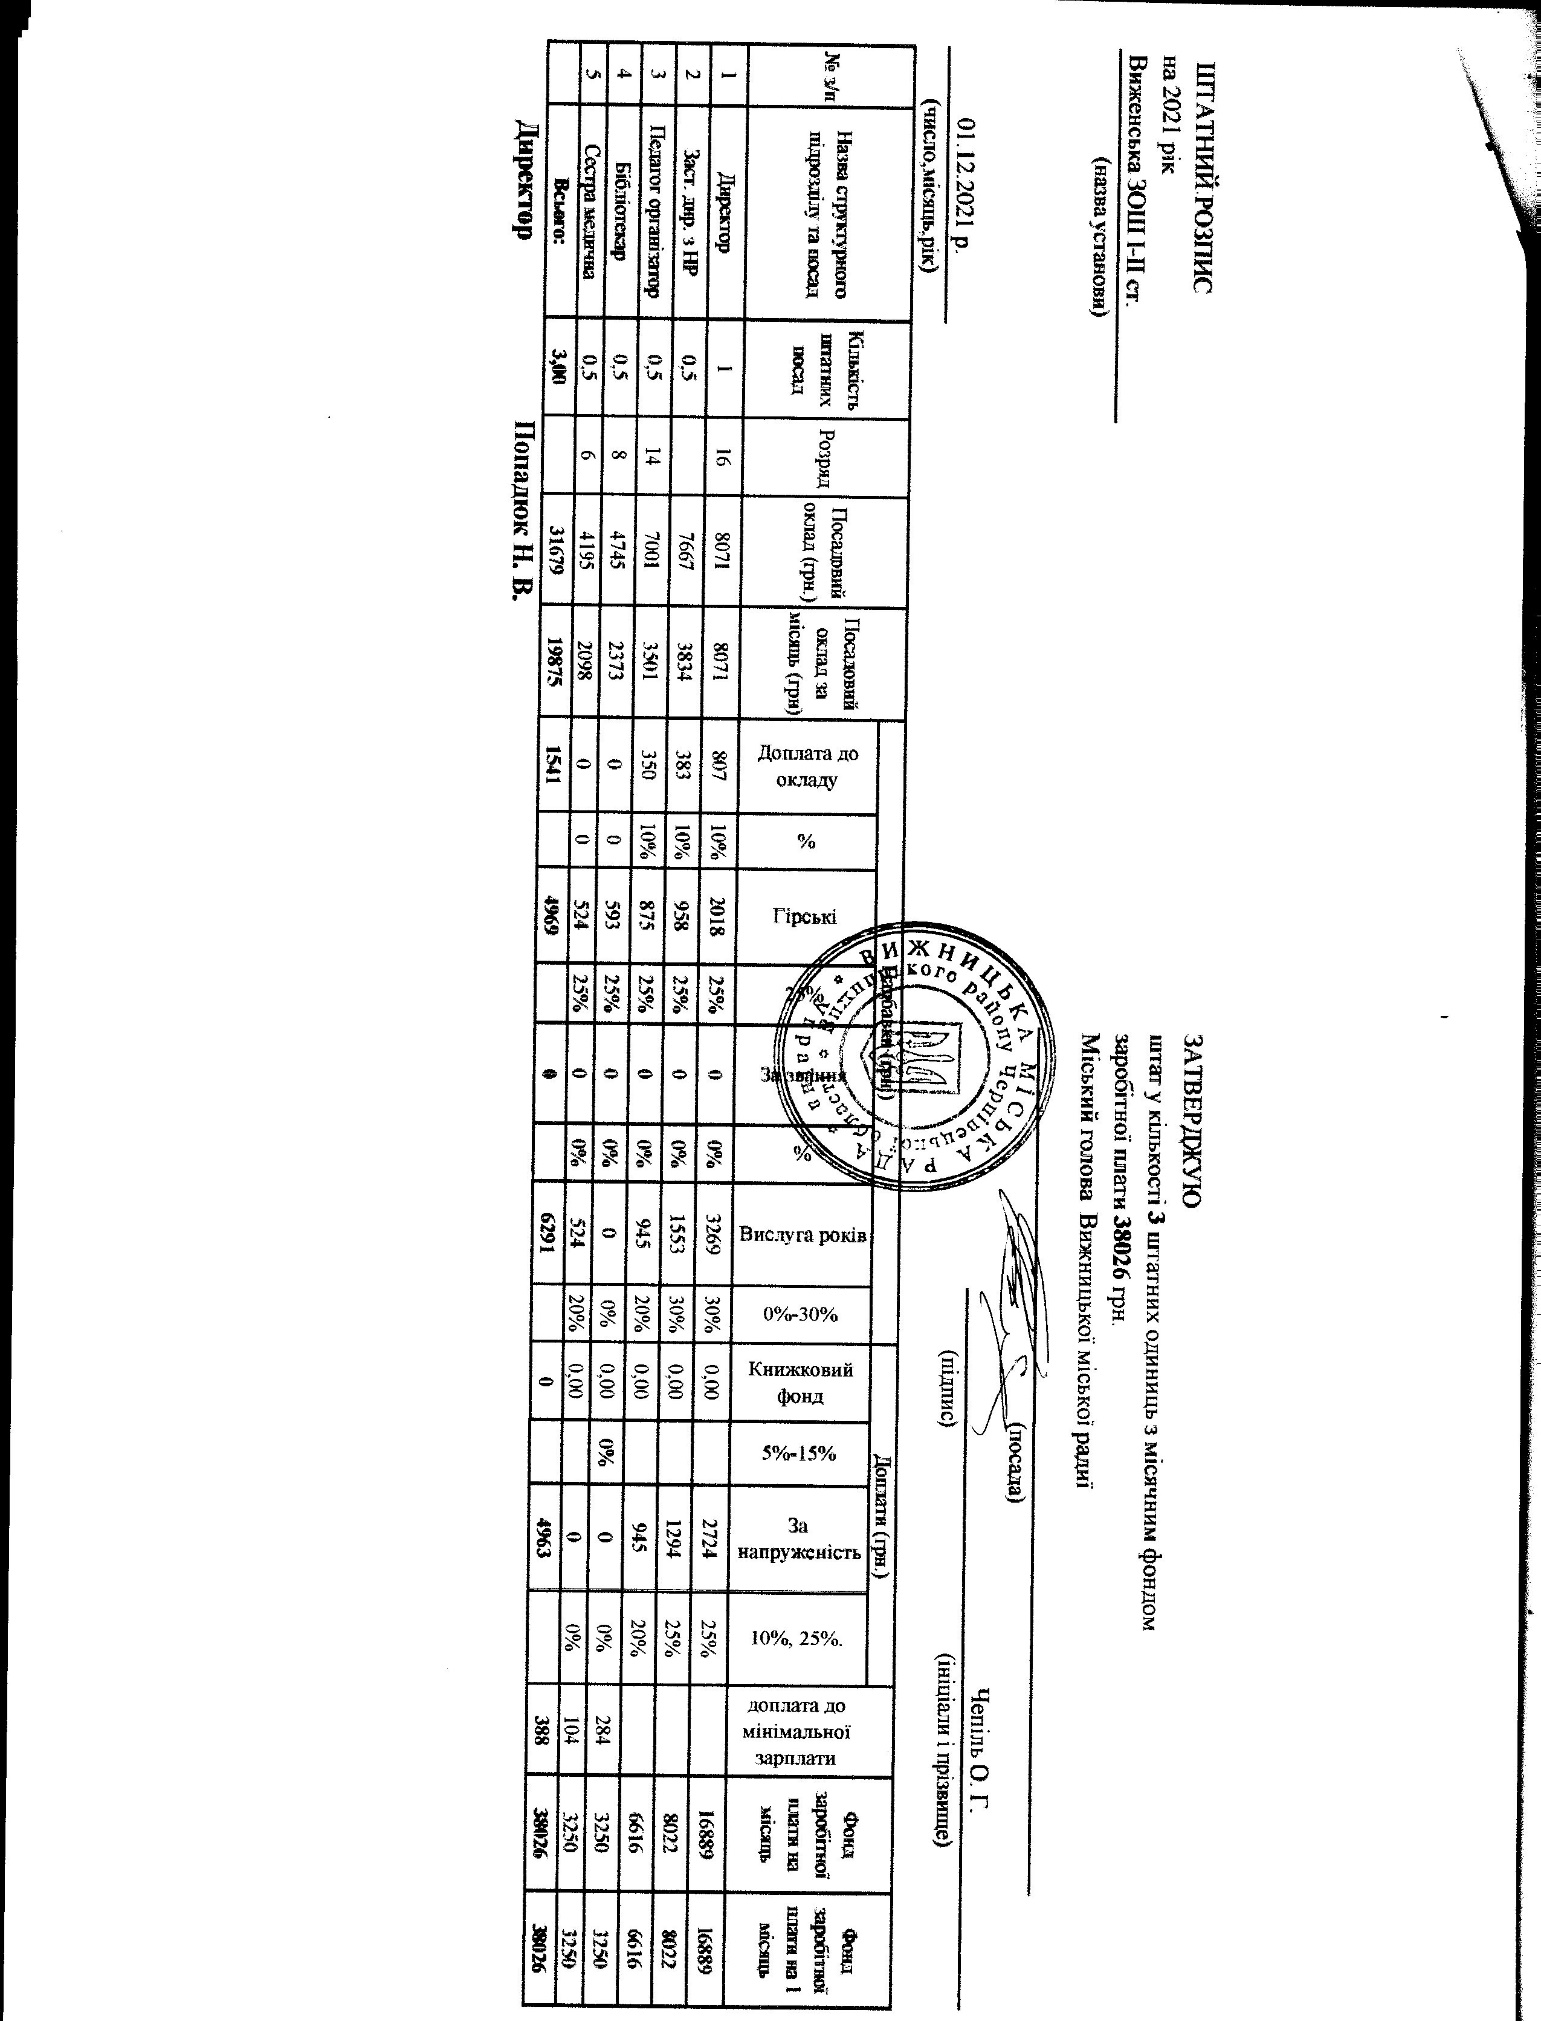 ШТАТНИЙ РОЗПИС
на 2021 рік
Виженська ЗОШ І-ІІ ст.
(назва установи)
01.12.2021 р.
(число,місяць,рік)
ЗАТВЕРДЖУЮ
штат у кількості 3 штатних одиниць з місячним фондом
заробітної плати 38026 грн.
Міський голова Вижницької міської радиї
(посада)
(підпис)
Чепіль О. Г.
(ініціали і прізвище)
ВИЖНИЦЬКА МІСЬКА РАДА
№ з/п
Назва структурного підрозділу та посад
Кількість штатних посад
Розряд
Посадовий оклад (грн.)
Посадовий оклад за місяць (грн)
Надбавки (грн)
Доплата до окладу
%
Гірські
25%
За звання
%
Вислуга років
0%-30%
Доплати (грн.)
Книжковий фонд
5%-15%
За напруженість
10%, 25%.
доплата до мінімальної зарплати
Фонд заробітної плати на місяць
Фонд заробітної плати на 1 місяць
1 Директор 1 16 8071 8071 807 10% 2018 25% 0 0% 3269 30% 0,00 2724 25% 16889 16889
2 Заст. дир. з НР 0,5 7667 3834 383 10% 958 25% 0 0% 1553 30% 0,00 1294 25% 8022 8022
3 Педагог організатор 0,5 14 7001 3501 350 10% 875 25% 0 0% 945 20% 0,00 945 20% 6616 6616
4 Бібліотекар 0,5 8 4745 2373 0 0 593 25% 0 0% 0 0% 0,00 0% 0 0% 284 3250 3250
5 Сестра медична 0,5 6 4195 2098 0 0 524 25% 0 0% 524 20% 0,00 0 0% 104 3250 3250
Всього: 3,00 31679 19875 1541 4969 0 6291 0 4963 388 38026 38026
Директор Попадюк Н. В.